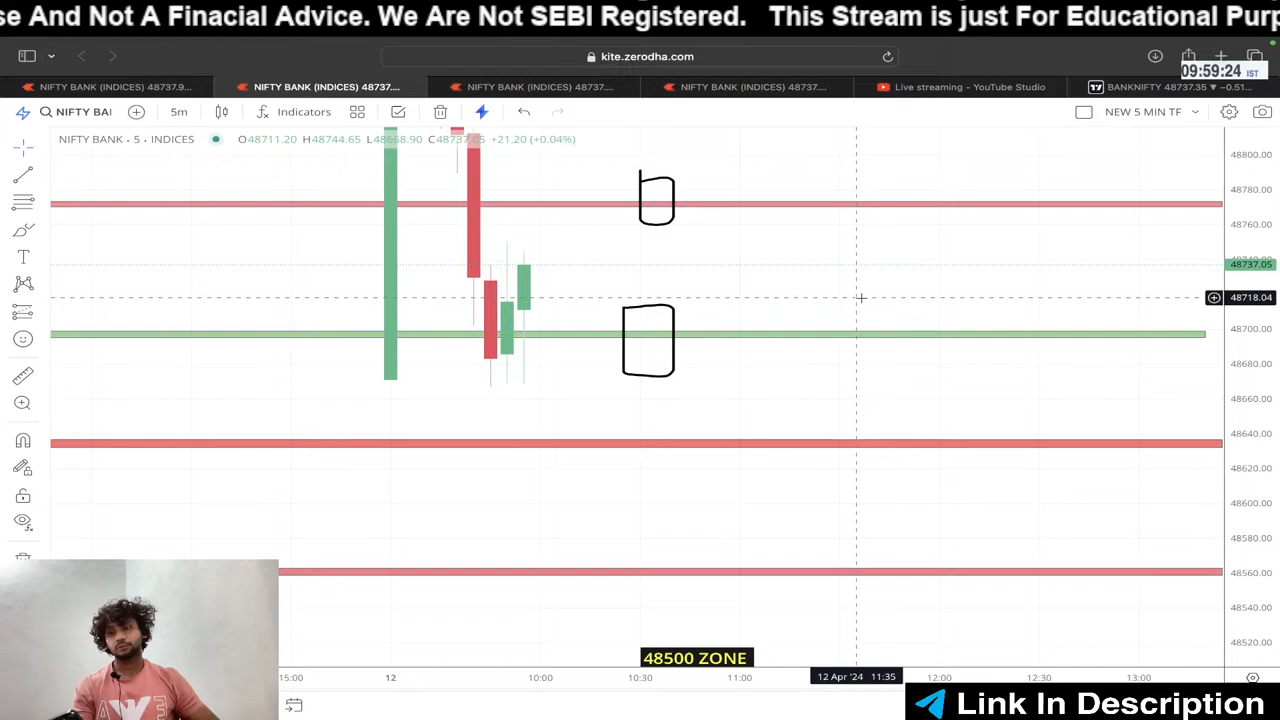 se And Not A Finacial Advice. We Are Not SEBI Registered. This Stream is just For Educational Purp
kite.zerodha.com
09:59:24 IST
NIFTY BANK (INDICES) 48737.9...
NIFTY BANK (INDICES) 48737....
NIFTY BANK (INDICES) 48737....
NIFTY BANK (INDICES) 48737....
Live streaming – YouTube Studio
BANKNIFTY 48737.35 ▼ −0.51...
NIFTY BAI
5m
Indicators
NEW 5 MIN TF
NIFTY BANK · 5 · INDICES
O48711.20 H48744.65 L48668.90 C48737.05 +21.20 (+0.04%)
48800.00
48780.00
48760.00
48737.05
48718.04
48700.00
48680.00
48660.00
48640.00
48620.00
48600.00
48580.00
48560.00
48540.00
48520.00
48500 ZONE
15:00
12
10:00
10:30
11:00
12 Apr '24 11:35
12:00
12:30
13:00
Link In Description